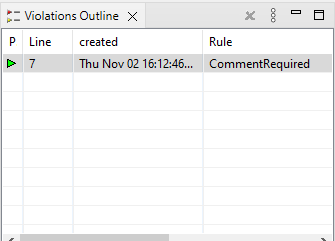 Violations Outline
P Line created Rule
7 Thu Nov 02 16:12:46... CommentRequired